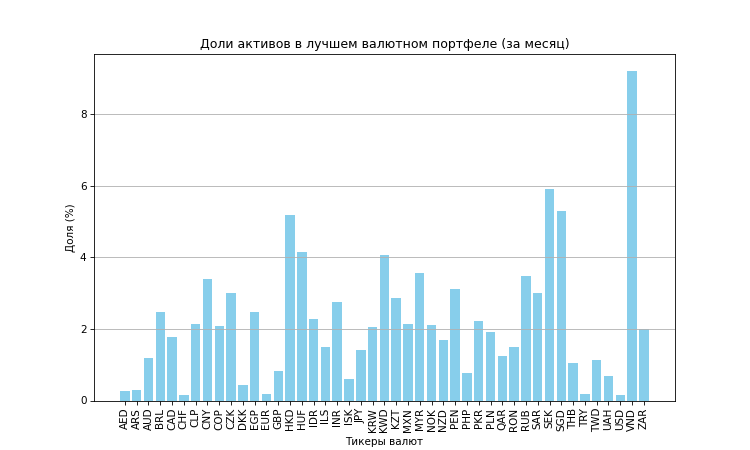 Доли активов в лучшем валютном портфеле (за месяц)
Доля (%)
8
6
4
2
0
AED ARS AUD BRL CAD CHF CLP CNY COP CZK DKK EGP EUR GBP HKD HUF IDR ILS INR ISK JPY KRW KWD KZT MXN MYR NOK NZD PEN PHP PKR PLN QAR RON RUB SAR SEK SGD THB TRY TWD UAH USD VND ZAR
Тикеры валют